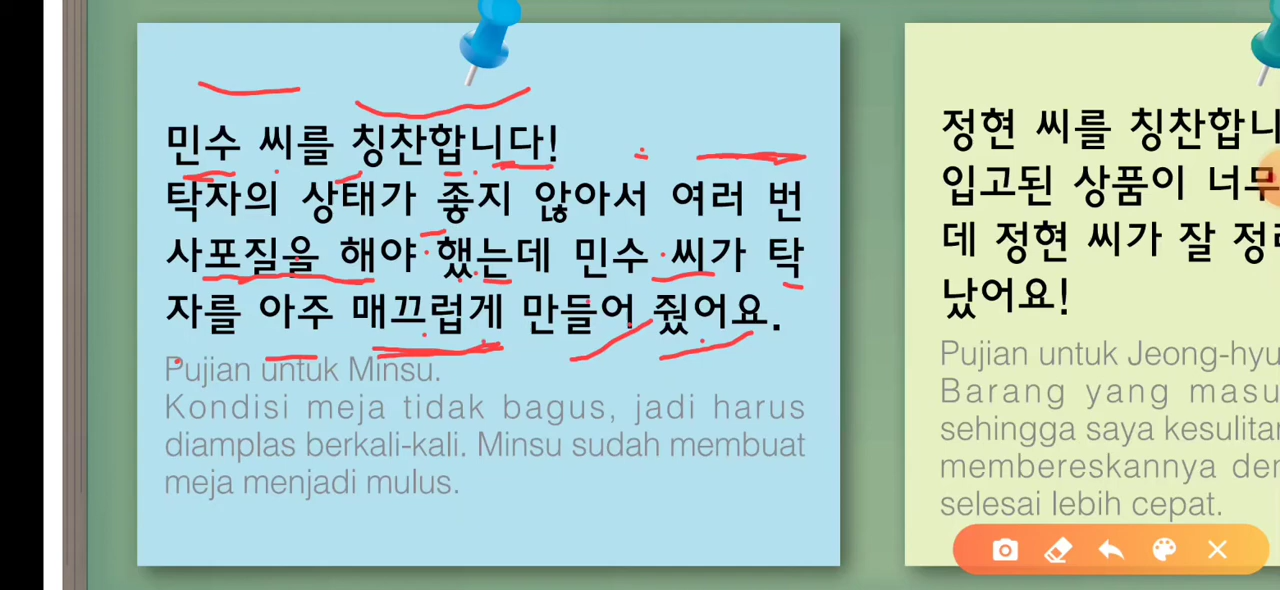 민수 씨를 칭찬합니다!
탁자의 상태가 좋지 않아서 여러 번
사포질을 해야 했는데 민수 씨가 탁
자를 아주 매끄럽게 만들어 줬어요.
Pujian untuk Minsu.
Kondisi meja tidak bagus, jadi harus
diamplas berkali-kali. Minsu sudah membuat
meja menjadi mulus.
정현 씨를 칭찬합니
입고된 상품이 너무
데 정현 씨가 잘 정
났어요!
Pujian untuk Jeong-hyu
Barang yang masu
sehingga saya kesulita
membereskannya de
selesai lebih cepat.